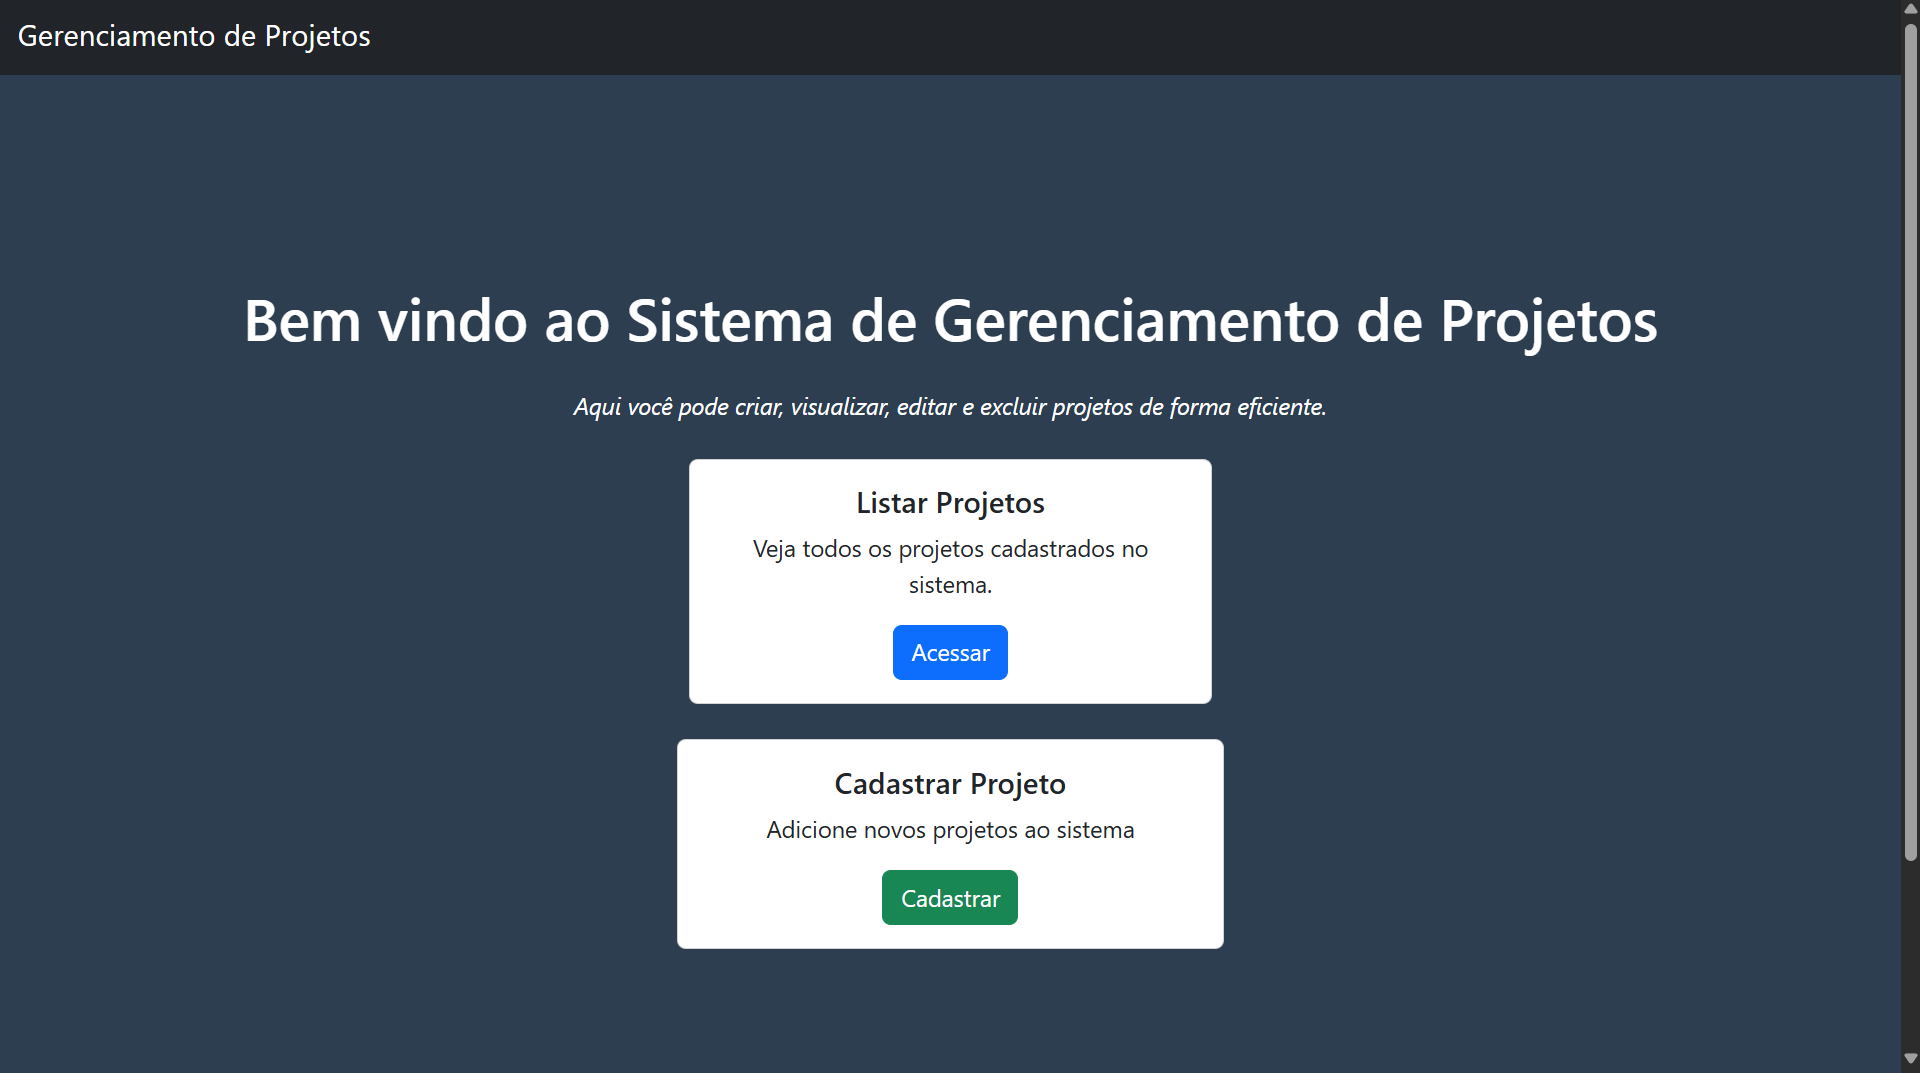 Gerenciamento de Projetos
Bem vindo ao Sistema de Gerenciamento de Projetos
Aqui você pode criar, visualizar, editar e excluir projetos de forma eficiente.
Listar Projetos
Veja todos os projetos cadastrados no
sistema.
Acessar
Cadastrar Projeto
Adicione novos projetos ao sistema
Cadastrar